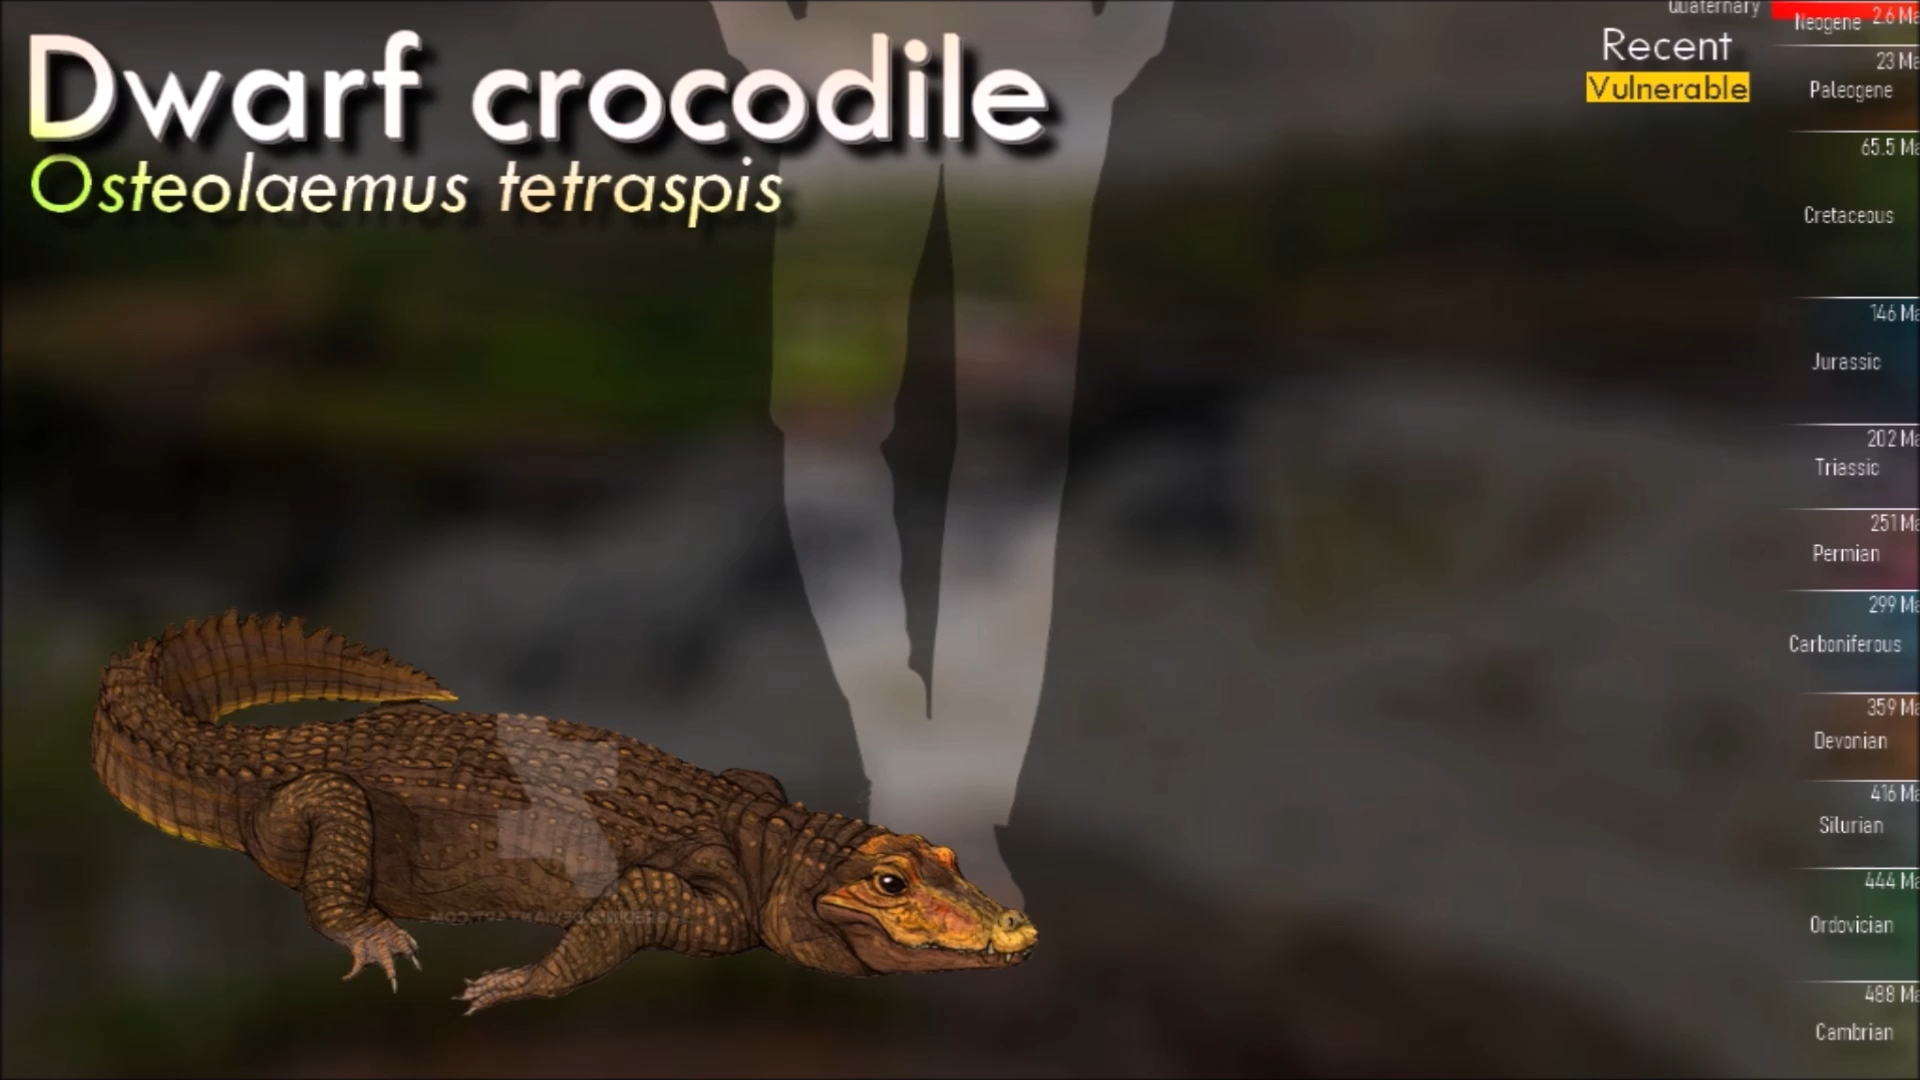 Dwarf crocodile
Osteolaemus tetraspis
Quaternary
Recent
Vulnerable
2.6 Ma
Neogene
23 Ma
Paleogene
65.5 Ma
Cretaceous
146 Ma
Jurassic
202 Ma
Triassic
251 Ma
Permian
299 Ma
Carboniferous
359 Ma
Devonian
416 Ma
Silurian
444 Ma
Ordovician
488 Ma
Cambrian